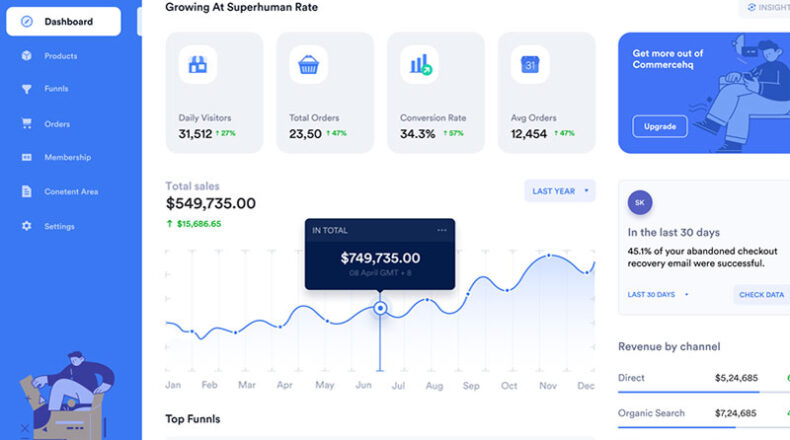 Dashboard
Products
Funnls
Orders
Membership
Conetent Area
Settings
Growing At Superhuman Rate
INSIGHT
31
Daily Visitors
31,512 ↑ 27%
Total Orders
23,50 ↑ 47%
Conversion Rate
34.3% ↑ 57%
Avg Orders
12,454 ↑ 47%
Get more out of
Commercehq
Upgrade
Total sales
$549,735.00
↑ $15,686.65
LAST YEAR
IN TOTAL
$749,735.00
08 April GMT + 8
Jan Feb Mar Apr May Jun Jul Aug Sep Oct Nov Dec
SK
In the last 30 days
45.1% of your abandoned checkout
recovery email were successful.
LAST 30 DAYS
CHECK DATA
Revenue by channel
Direct $5,24,685
Organic Search $7,24,685
Top Funnls